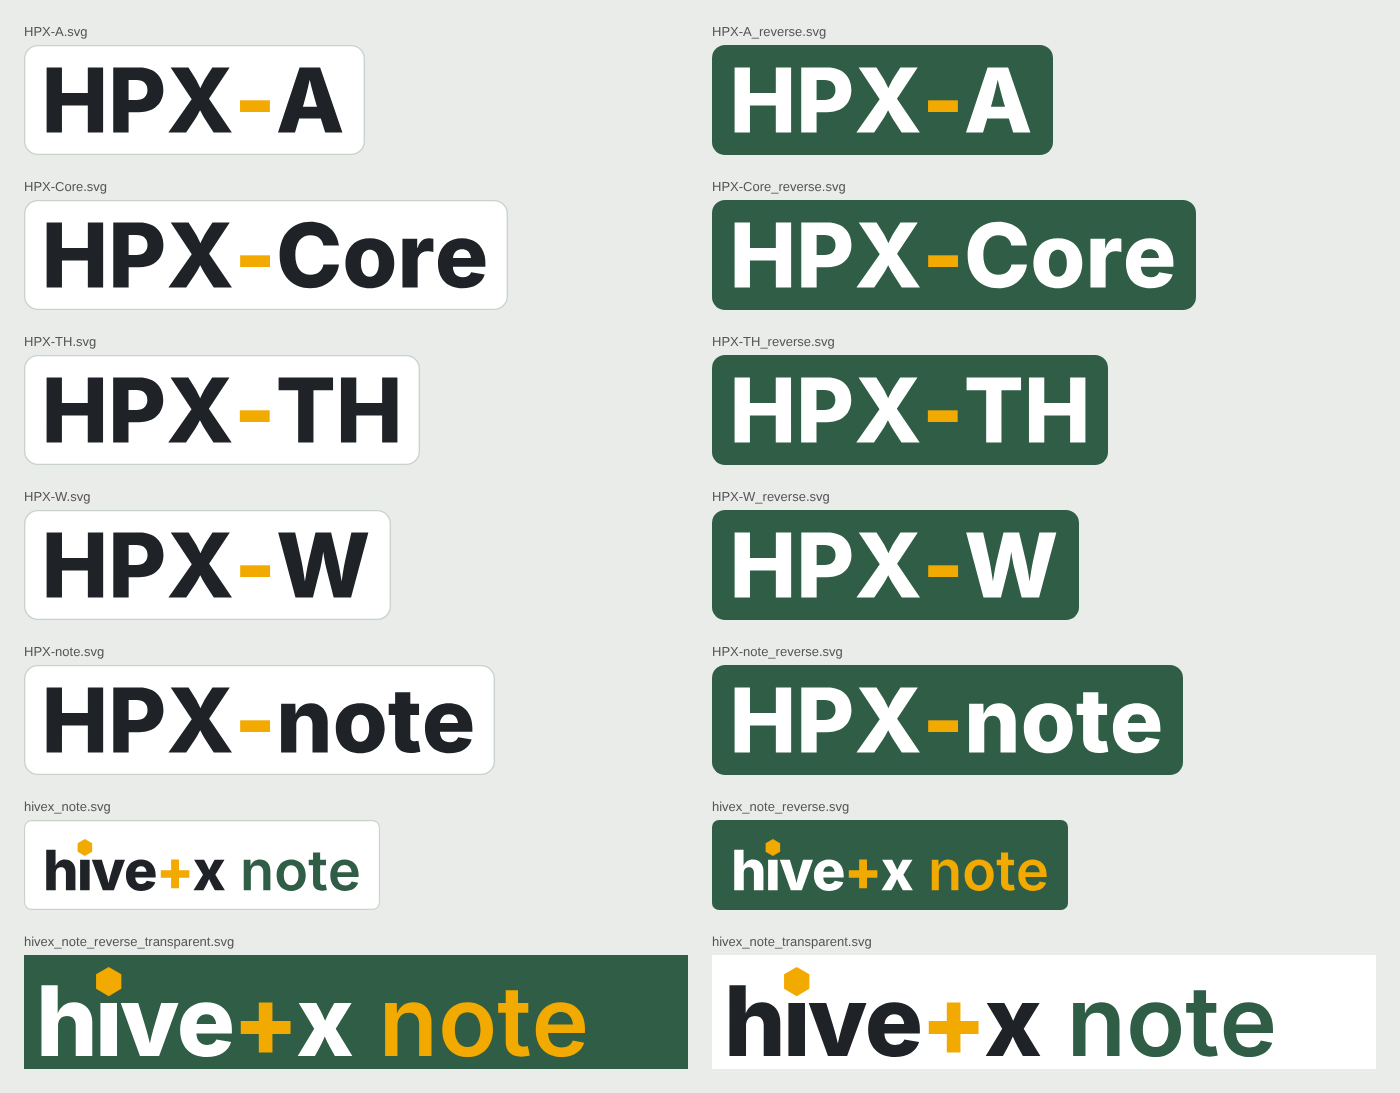 HPX-A.svg
HPX-A_reverse.svg
HPX-A
HPX-A
HPX-Core.svg
HPX-Core_reverse.svg
HPX-Core
HPX-Core
HPX-TH.svg
HPX-TH_reverse.svg
HPX-TH
HPX-TH
HPX-W.svg
HPX-W_reverse.svg
HPX-W
HPX-W
HPX-note.svg
HPX-note_reverse.svg
HPX-note
HPX-note
hivex_note.svg
hivex_note_reverse.svg
hive+x note
hive+x note
hivex_note_reverse_transparent.svg
hivex_note_transparent.svg
hive+x note
hive+x note